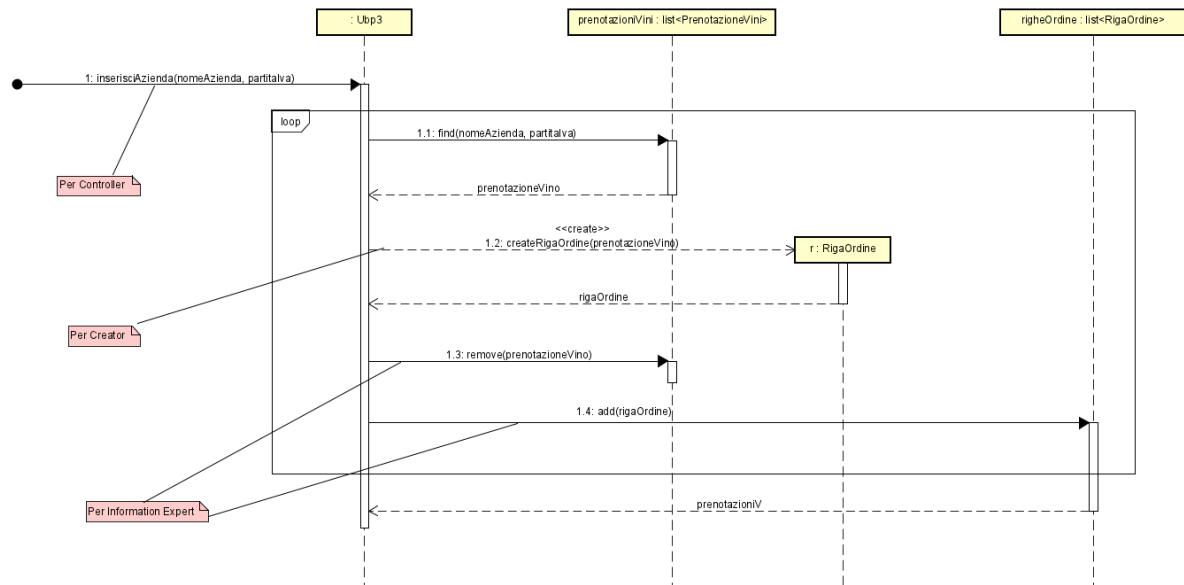 : Ubp3
prenotazioniVini : list<PrenotazioneVini>
righeOrdine : list<RigaOrdine>
1: inserisciAzienda(nomeAzienda, partitaIva)
loop
1.1: find(nomeAzienda, partitaIva)
Per Controller
prenotazioneVino
<<create>>
1.2: createRigaOrdine(prenotazioneVino)
r : RigaOrdine
rigaOrdine
Per Creator
1.3: remove(prenotazioneVino)
1.4: add(rigaOrdine)
Per Information Expert
prenotazioniV